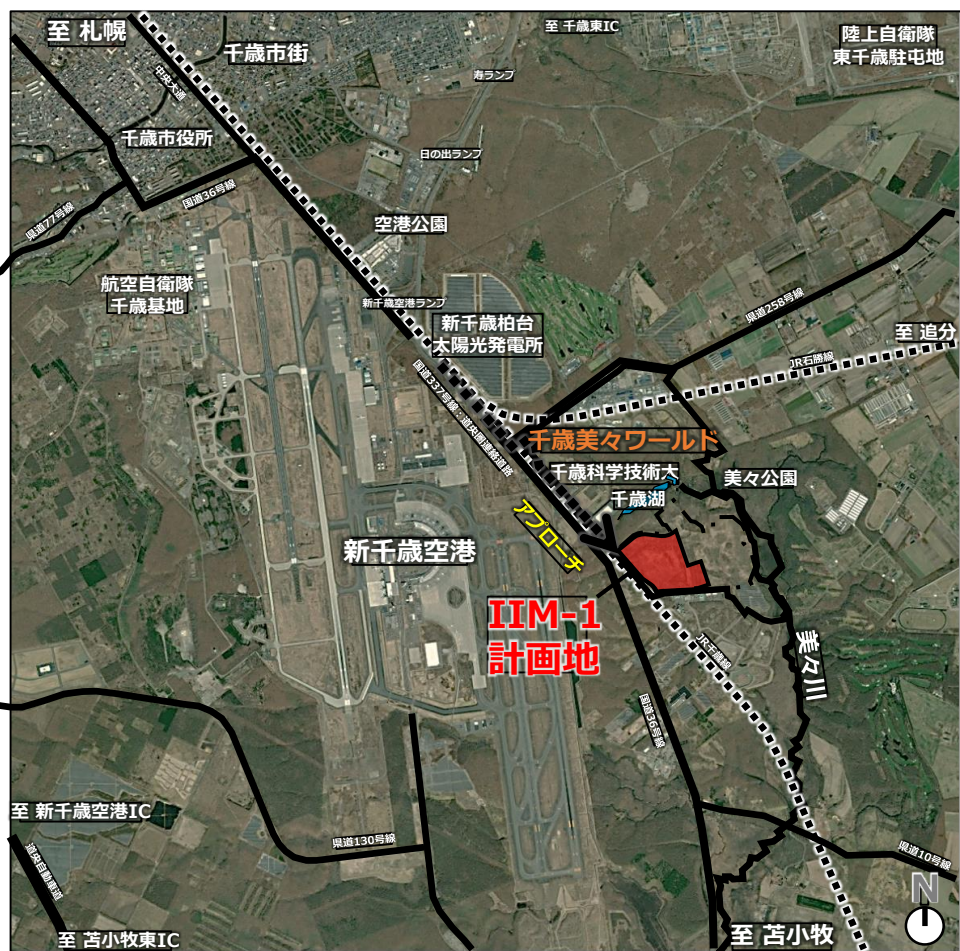 至 札幌
千歳市街
至 千歳東IC
陸上自衛隊
東千歳駐屯地
中央大通
寿ランプ
千歳市役所
日の出ランプ
国道36号線
県道77号線
空港公園
航空自衛隊
千歳基地
新千歳空港ランプ
県道258号線
新千歳柏台
太陽光発電所
至 追分
JR石勝線
国道337号線：道央圏連絡道路
千歳美々ワールド
千歳科学技術大
美々公園
千歳湖
アプローチ
新千歳空港
IIM-1
計画地
美々川
JR千歳線
国道36号線
至 新千歳空港IC
県道130号線
道央自動車道
県道10号線
N
至 苫小牧東IC
至 苫小牧